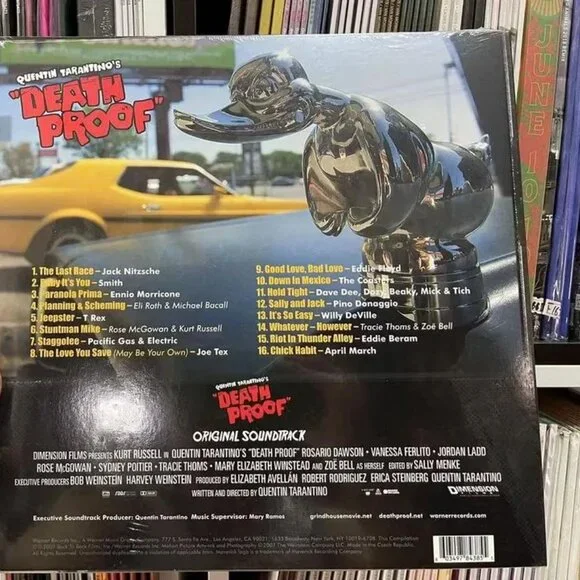 QUENTIN TARANTINO'S
"DEATH
PROOF"
1. The Last Race – Jack Nitzsche
2. Baby It's You – Smith
3. Paranoia Prima – Ennio Morricone
4. Planning & Scheming – Eli Roth & Michael Bacall
5. Jeepster – T Rex
6. Stuntman Mike – Rose McGowan & Kurt Russell
7. Staggolee – Pacific Gas & Electric
8. The Love You Save (May Be Your Own) – Joe Tex
9. Good Love, Bad Love – Eddie Floyd
10. Down In Mexico – The Coasters
11. Hold Tight – Dave Dee, Dozy, Beaky, Mick & Tich
12. Sally and Jack – Pino Donaggio
13. It's So Easy – Willy DeVille
14. Whatever – However – Tracie Thoms & Zoë Bell
15. Riot In Thunder Alley – Eddie Beram
16. Chick Habit – April March
QUENTIN TARANTINO'S
"DEATH
PROOF"
ORIGINAL SOUNDTRACK
DIMENSION FILMS PRESENTS KURT RUSSELL IN QUENTIN TARANTINO'S "DEATH PROOF" ROSARIO DAWSON • VANESSA FERLITO • JORDAN LADD
ROSE McGOWAN • SYDNEY POITIER • TRACIE THOMS • MARY ELIZABETH WINSTEAD AND ZOË BELL AS HERSELF EDITED BY SALLY MENKE
EXECUTIVE PRODUCERS BOB WEINSTEIN HARVEY WEINSTEIN PRODUCED BY ELIZABETH AVELLÁN ROBERT RODRIGUEZ ERICA STEINBERG QUENTIN TARANTINO
WRITTEN AND DIRECTED BY QUENTIN TARANTINO
DIMENSION
Executive Soundtrack Producer: Quentin Tarantino Music Supervisor: Mary Ramos grindhousemovie.net deathproof.net warnerrecords.com
6 03497 84385
JUNE 10